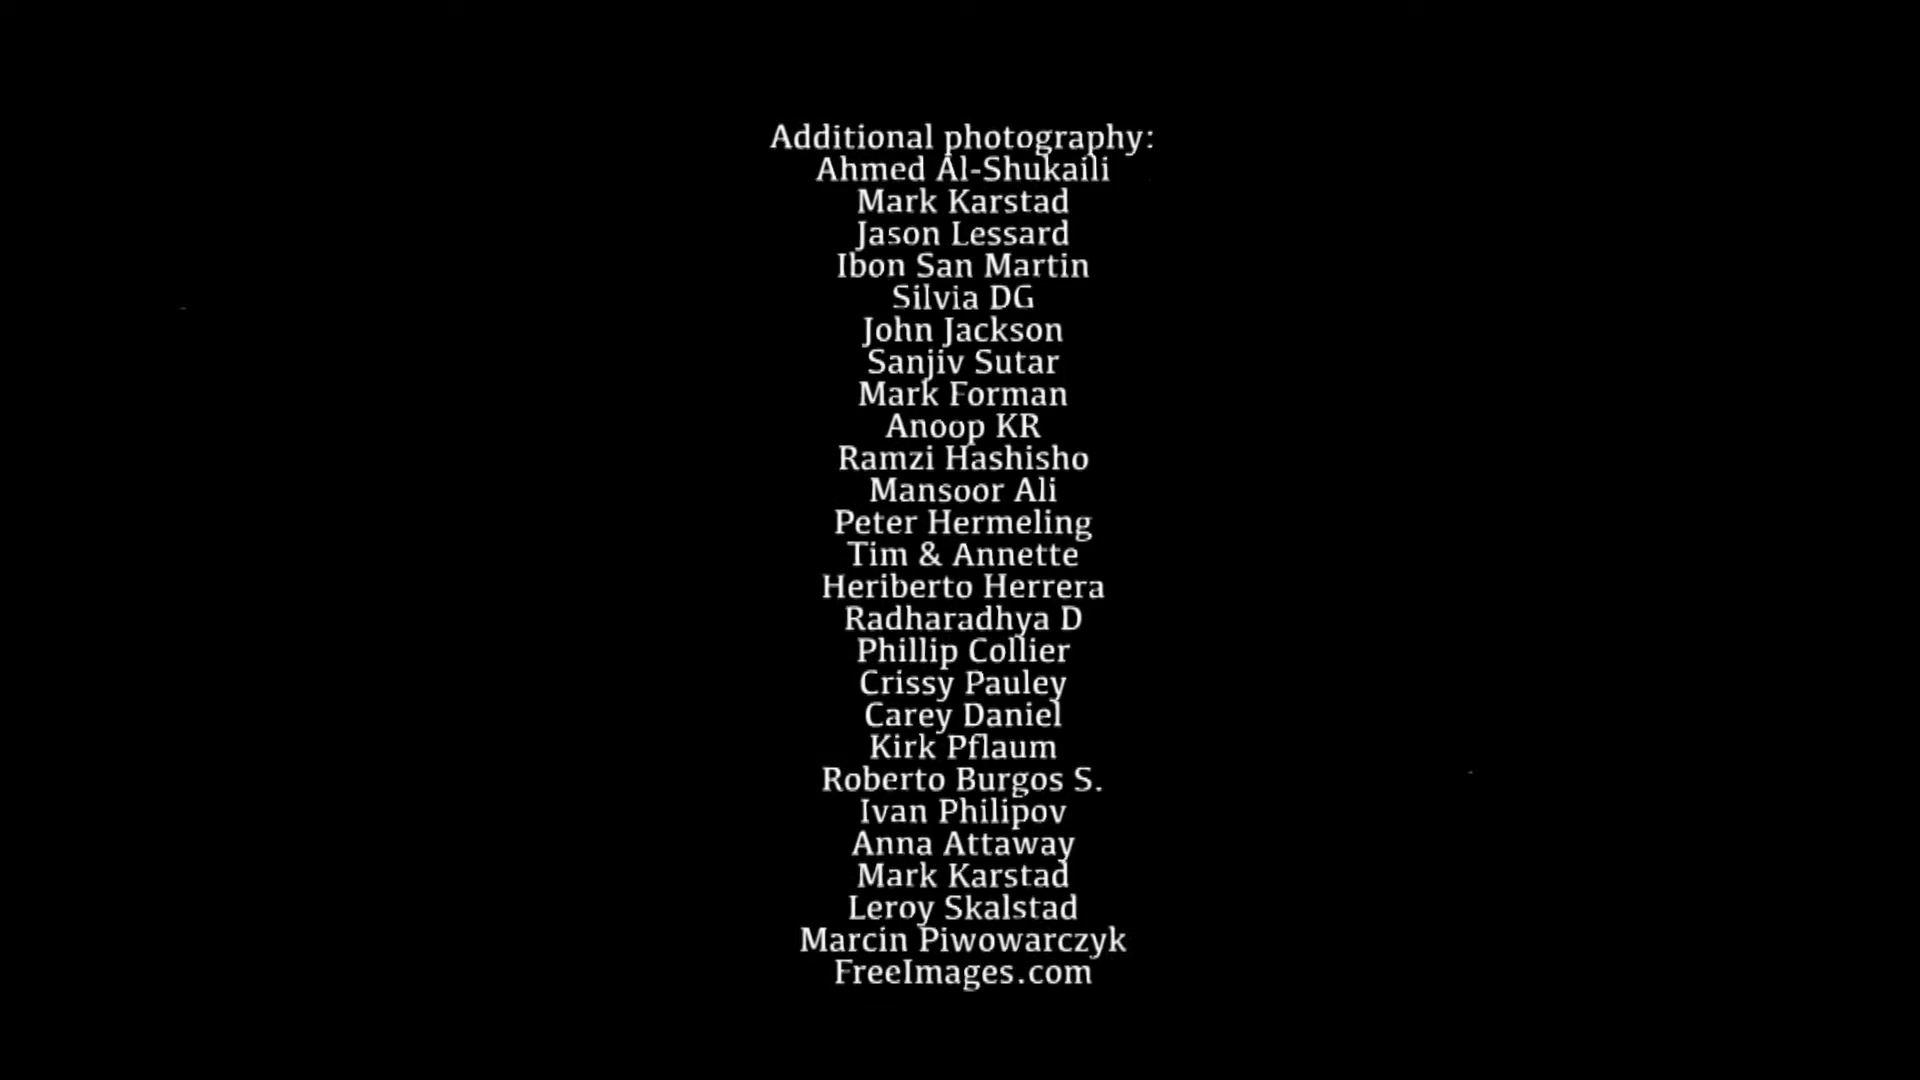 Additional photography:
Ahmed Al-Shukaili
Mark Karstad
Jason Lessard
Ibon San Martin
Silvia DG
John Jackson
Sanjiv Sutar
Mark Forman
Anoop KR
Ramzi Hashisho
Mansoor Ali
Peter Hermeling
Tim & Annette
Heriberto Herrera
Radharadhya D
Phillip Collier
Crissy Pauley
Carey Daniel
Kirk Pflaum
Roberto Burgos S.
Ivan Philipov
Anna Attaway
Mark Karstad
Leroy Skalstad
Marcin Piwowarczyk
FreeImages.com